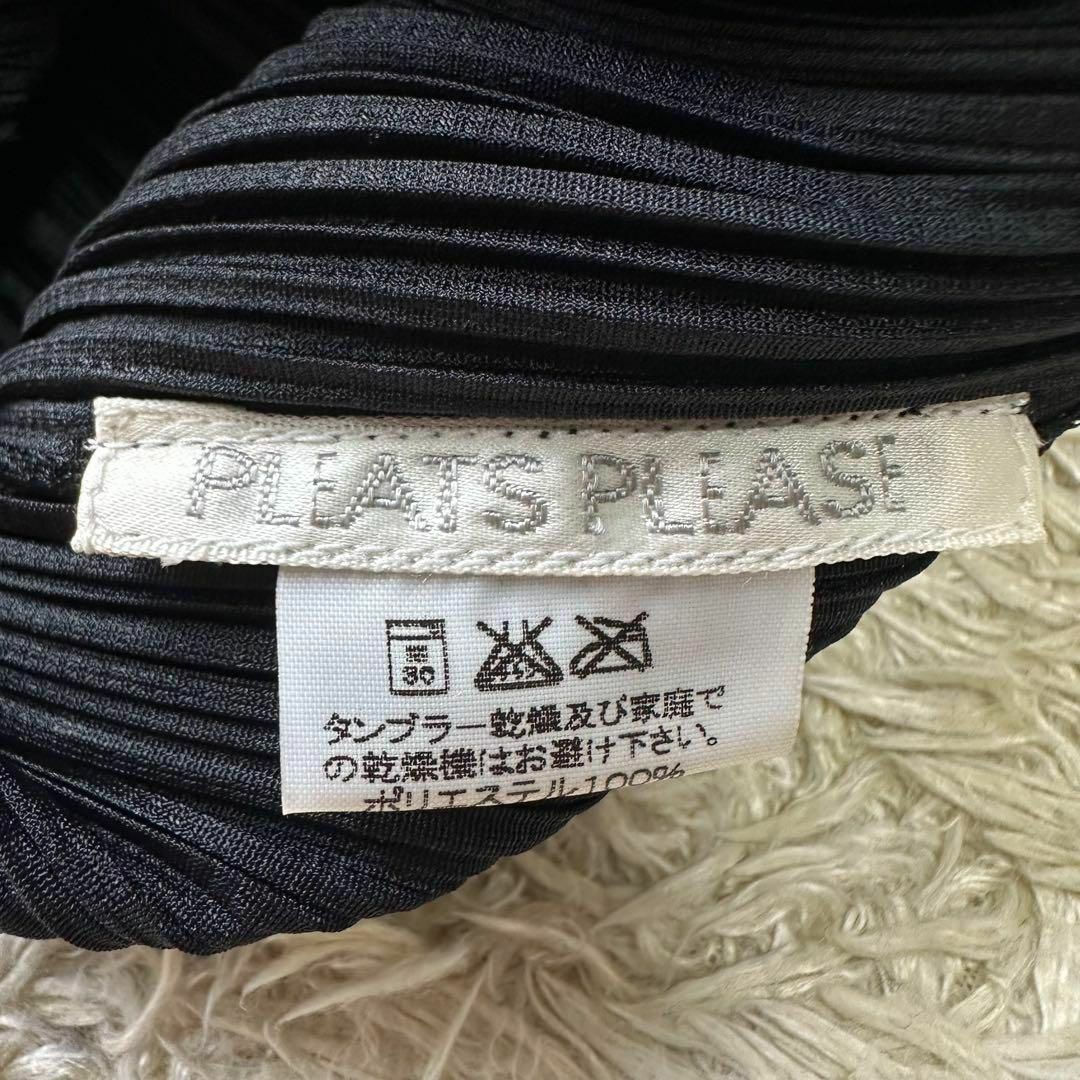 PLEATS PLEASE
30
タンブラー乾燥及び家庭で
の乾燥機はお避け下さい。
ポリエステル100%